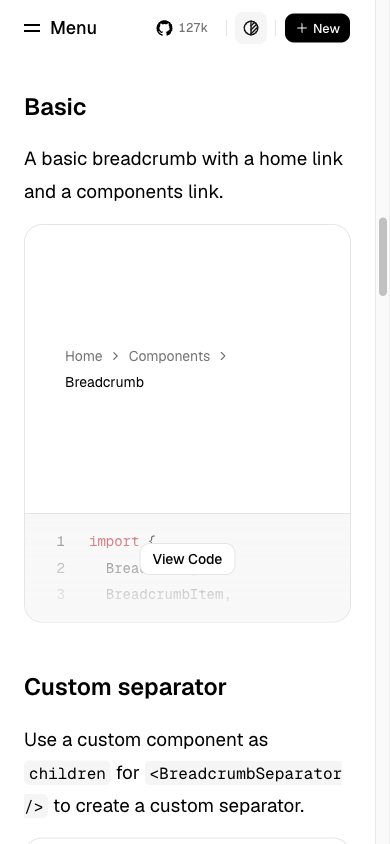 Menu
127k
New
Basic
A basic breadcrumb with a home link
and a components link.
Home
Components
Breadcrumb
1 import {
2
View Code
3 BreadcrumbItem,
Custom separator
Use a custom component as
children for <BreadcrumbSeparator
/> to create a custom separator.